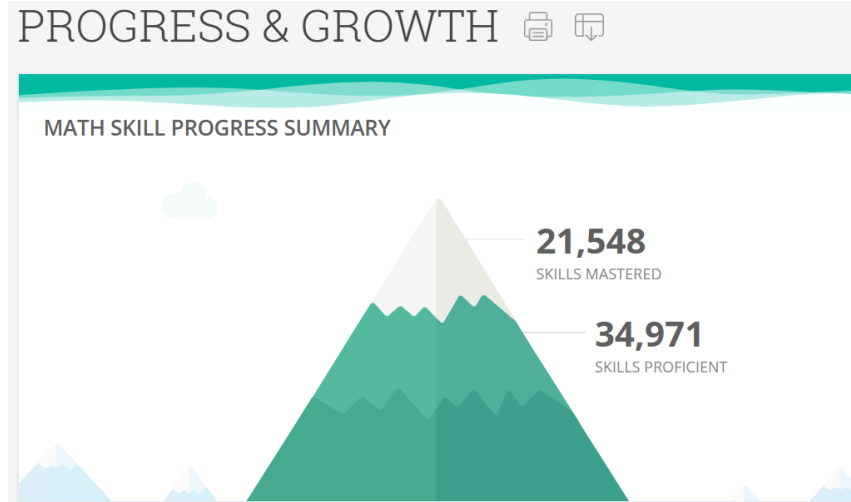 PROGRESS & GROWTH
MATH SKILL PROGRESS SUMMARY
21,548
SKILLS MASTERED
34,971
SKILLS PROFICIENT